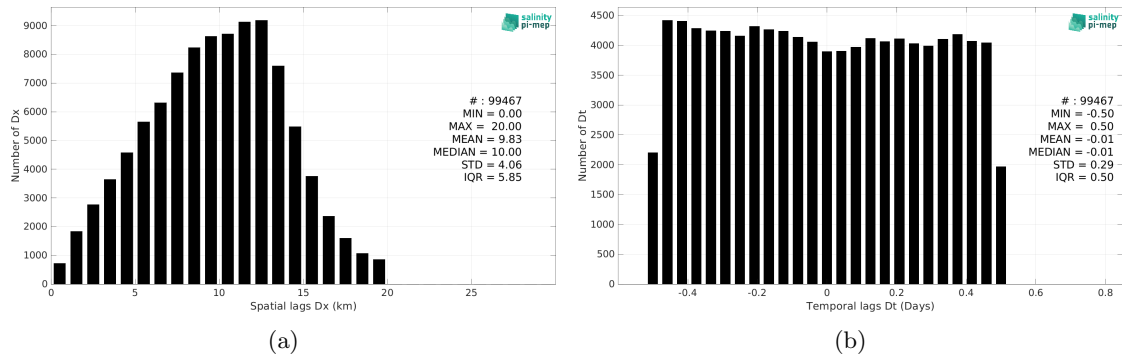 9000
8000
7000
6000
5000
4000
3000
2000
1000
0
Number of Dx
salinity
pi-mep
# : 99467
MIN = 0.00
MAX = 20.00
MEAN = 9.83
MEDIAN = 10.00
STD = 4.06
IQR = 5.85
0 5 10 15 20 25
Spatial lags Dx (km)
(a)
4500
4000
3500
3000
2500
2000
1500
1000
500
0
Number of Dt
salinity
pi-mep
# : 99467
MIN = -0.50
MAX = 0.50
MEAN = -0.01
MEDIAN = -0.01
STD = 0.29
IQR = 0.50
-0.4 -0.2 0 0.2 0.4 0.6 0.8
Temporal lags Dt (Days)
(b)